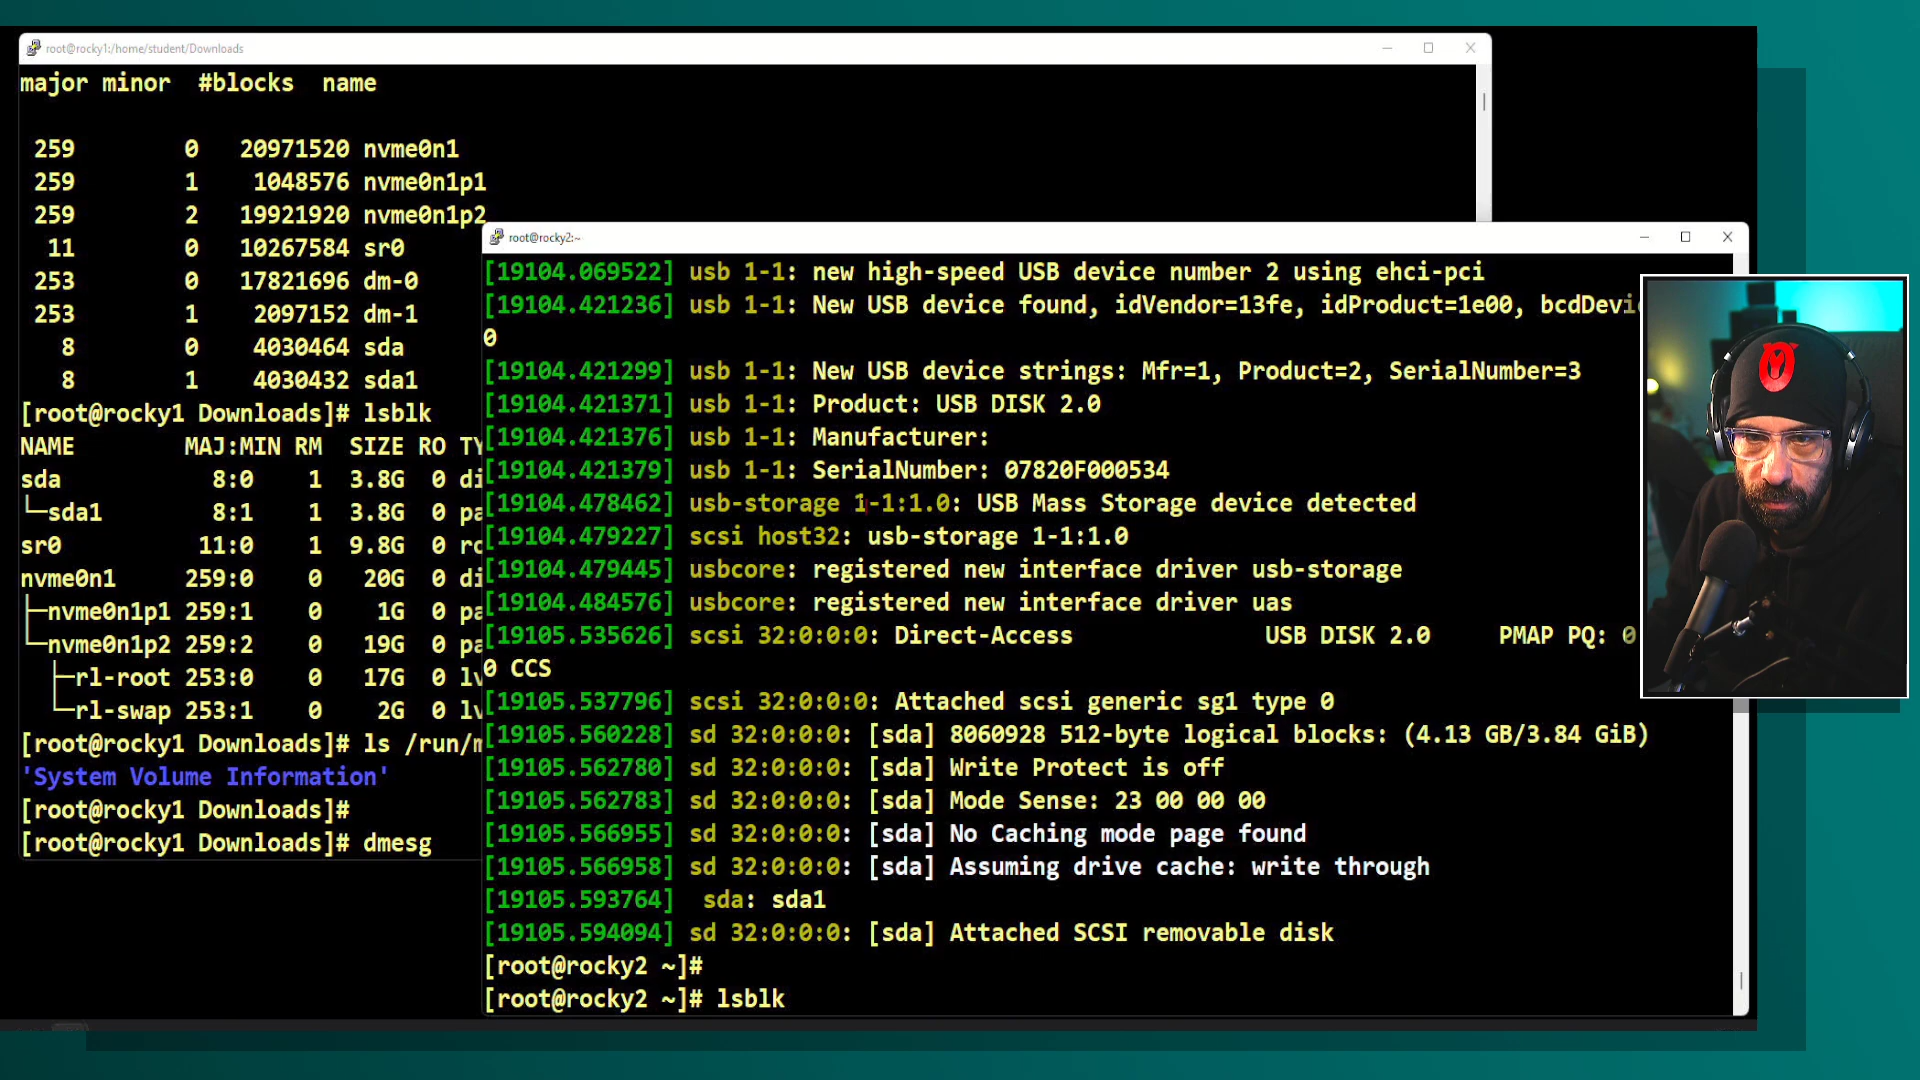 root@rocky1:/home/student/Downloads
major minor  #blocks  name
259        0   20971520 nvme0n1
259        1    1048576 nvme0n1p1
259        2   19921920 nvme0n1p2
11        0   10267584 sr0
253        0   17821696 dm-0
253        1    2097152 dm-1
8        0    4030464 sda
8        1    4030432 sda1
[root@rocky1 Downloads]# lsblk
NAME        MAJ:MIN RM   SIZE RO TY
sda           8:0    1  3.8G  0 di
└─sda1        8:1    1  3.8G  0 pa
sr0          11:0    1  9.8G  0 ro
nvme0n1     259:0    0   20G  0 di
├─nvme0n1p1 259:1    0    1G  0 pa
└─nvme0n1p2 259:2    0   19G  0 pa
├─rl-root 253:0    0   17G  0 lv
└─rl-swap 253:1    0    2G  0 lv
[root@rocky1 Downloads]# ls /run/m
'System Volume Information'
[root@rocky1 Downloads]#
[root@rocky1 Downloads]# dmesg
root@rocky2:~
[19104.069522] usb 1-1: new high-speed USB device number 2 using ehci-pci
[19104.421236] usb 1-1: New USB device found, idVendor=13fe, idProduct=1e00, bcdDevi
0
[19104.421299] usb 1-1: New USB device strings: Mfr=1, Product=2, SerialNumber=3
[19104.421371] usb 1-1: Product: USB DISK 2.0
[19104.421376] usb 1-1: Manufacturer:
[19104.421379] usb 1-1: SerialNumber: 07820F000534
[19104.478462] usb-storage 1-1:1.0: USB Mass Storage device detected
[19104.479227] scsi host32: usb-storage 1-1:1.0
[19104.479445] usbcore: registered new interface driver usb-storage
[19104.484576] usbcore: registered new interface driver uas
[19105.535626] scsi 32:0:0:0: Direct-Access              USB DISK 2.0     PMAP PQ: 0
0 CCS
[19105.537796] scsi 32:0:0:0: Attached scsi generic sg1 type 0
[19105.560228] sd 32:0:0:0: [sda] 8060928 512-byte logical blocks: (4.13 GB/3.84 GiB)
[19105.562780] sd 32:0:0:0: [sda] Write Protect is off
[19105.562783] sd 32:0:0:0: [sda] Mode Sense: 23 00 00 00
[19105.566955] sd 32:0:0:0: [sda] No Caching mode page found
[19105.566958] sd 32:0:0:0: [sda] Assuming drive cache: write through
[19105.593764]  sda: sda1
[19105.594094] sd 32:0:0:0: [sda] Attached SCSI removable disk
[root@rocky2 ~]#
[root@rocky2 ~]# lsblk